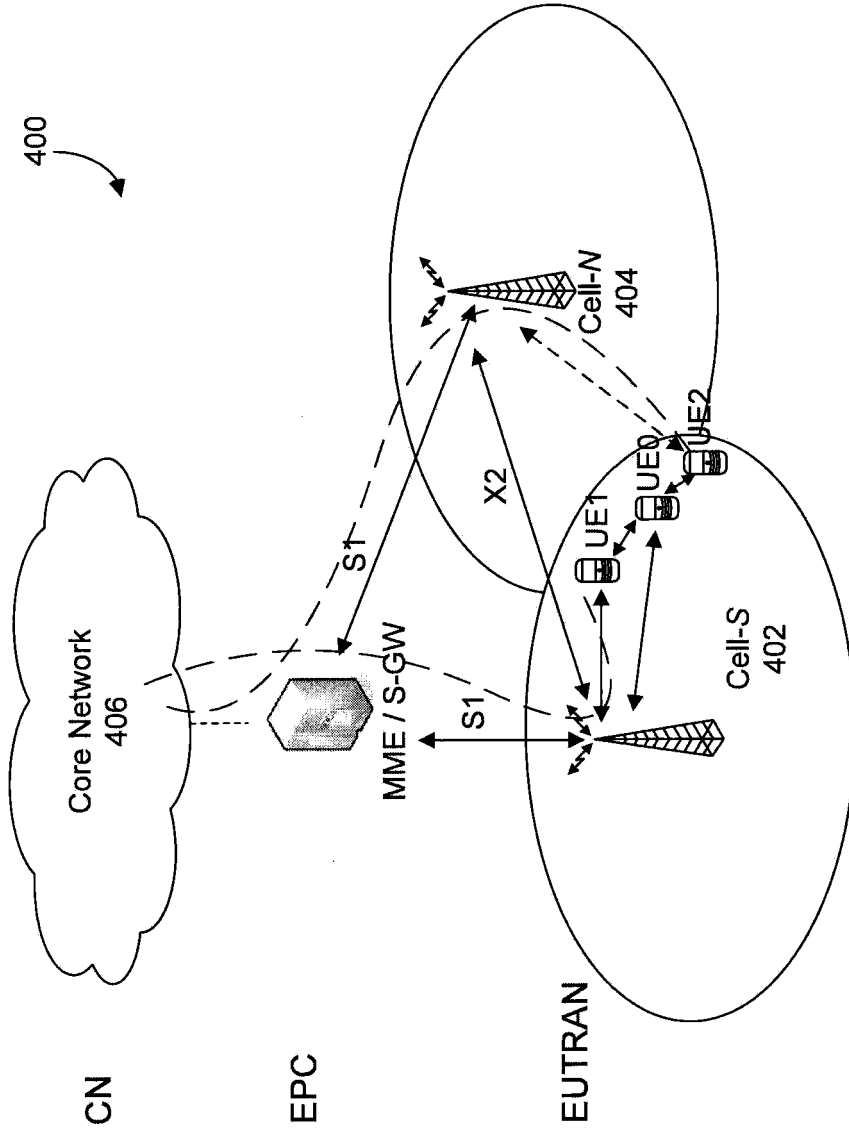 400
CN
Core Network
406
EPC
MME / S-GW
S1
S1
X2
EUTRAN
Cell-N
404
UE1
UE0
UE2
Cell-S
402